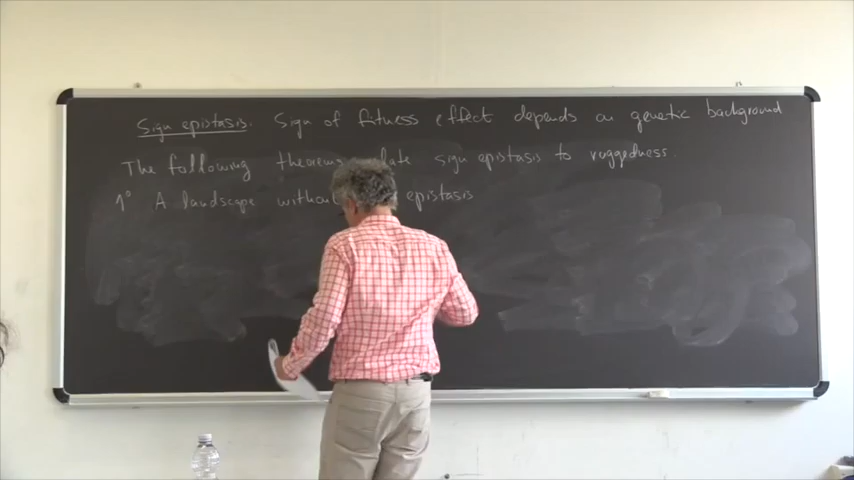 Sign epistasis: Sign of fitness effect depends on genetic background
The following theorems late sign epistasis to ruggedness.
1° A landscape without epistasis